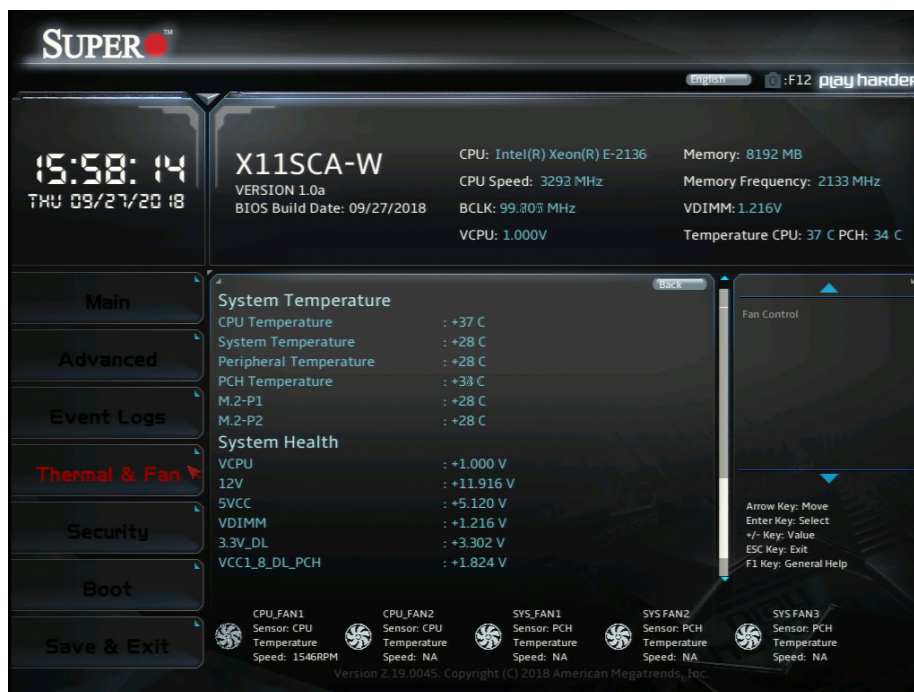 SUPER TM
English :F12 play harder
15:58: 14
THU 09/27/2018
X11SCA-W
VERSION 1.0a
BIOS Build Date: 09/27/2018
CPU: Intel(R) Xeon(R) E-2136
CPU Speed: MHz
BCLK: MHz
VCPU: 1.000V
Memory: 8192 MB
Memory Frequency: 2133 MHz
VDIMM: 1.216V
Temperature CPU: 37 C PCH: 34 C
Main
Advanced
Event Logs
Thermal & Fan
Security
Boot
Save & Exit
Back
System Temperature
CPU Temperature : +37 C
System Temperature : +28 C
Peripheral Temperature : +28 C
PCH Temperature : C
M.2-P1 : +28 C
M.2-P2 : +28 C
System Health
VCPU : +1.000 V
12V : +11.916 V
5VCC : +5.120 V
VDIMM : +1.216 V
3.3V_DL : +3.302 V
VCC1_8_DL_PCH : +1.824 V
Fan Control
Arrow Key: Move
Enter Key: Select
+/- Key: Value
ESC Key: Exit
F1 Key: General Help
CPU_FAN1
Sensor: CPU
Temperature
Speed: 1546RPM
CPU_FAN2
Sensor: CPU
Temperature
Speed: NA
SYS_FAN1
Sensor: PCH
Temperature
Speed: NA
SYS FAN2
Sensor: PCH
Temperature
Speed: NA
SYS FAN3
Sensor: PCH
Temperature
Speed: NA
Version 2.19.0045. Copyright (C) 2018 American Megatrends, Inc.